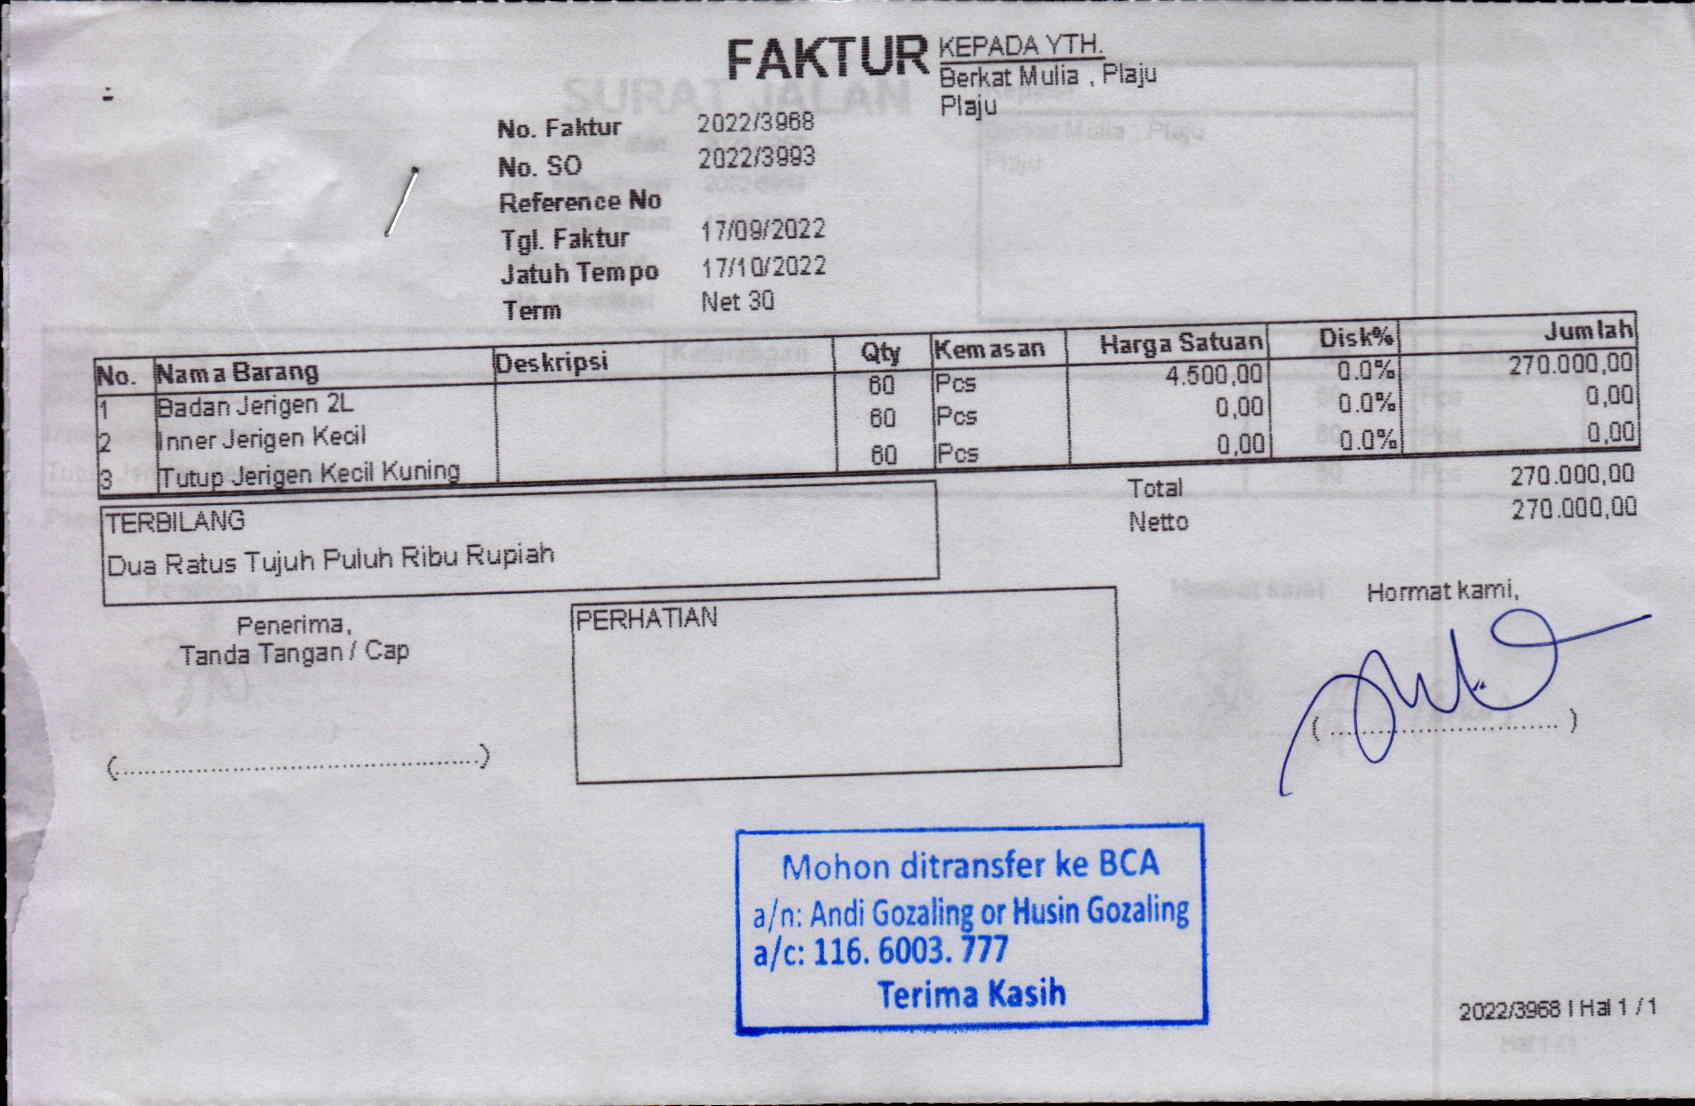 FAKTUR
KEPADA YTH.
Berkat Mulia , Plaju
Plaju
No. Faktur 2022/3968
No. SO 2022/3993
Reference No
Tgl. Faktur 17/09/2022
Jatuh Tempo 17/10/2022
Term Net 30
No. Nama Barang Deskripsi Qty Kemasan Harga Satuan Disk% Jumlah
1 Badan Jerigen 2L 60 Pcs 4.500,00 0.0% 270.000,00
2 Inner Jerigen Kecil 60 Pcs 0,00 0.0% 0,00
3 Tutup Jerigen Kecil Kuning 60 Pcs 0,00 0.0% 0,00
Total 270.000,00
Netto 270.000,00
TERBILANG
Dua Ratus Tujuh Puluh Ribu Rupiah
Penerima,
Tanda Tangan / Cap
(..................................................)
PERHATIAN
Hormat kami,
(..............................)
Mohon ditransfer ke BCA
a/n: Andi Gozaling or Husin Gozaling
a/c: 116. 6003. 777
Terima Kasih
2022/3968 | Hal 1 / 1
SURAT JALAN
Berkat Mulia , Plaju
Plaju